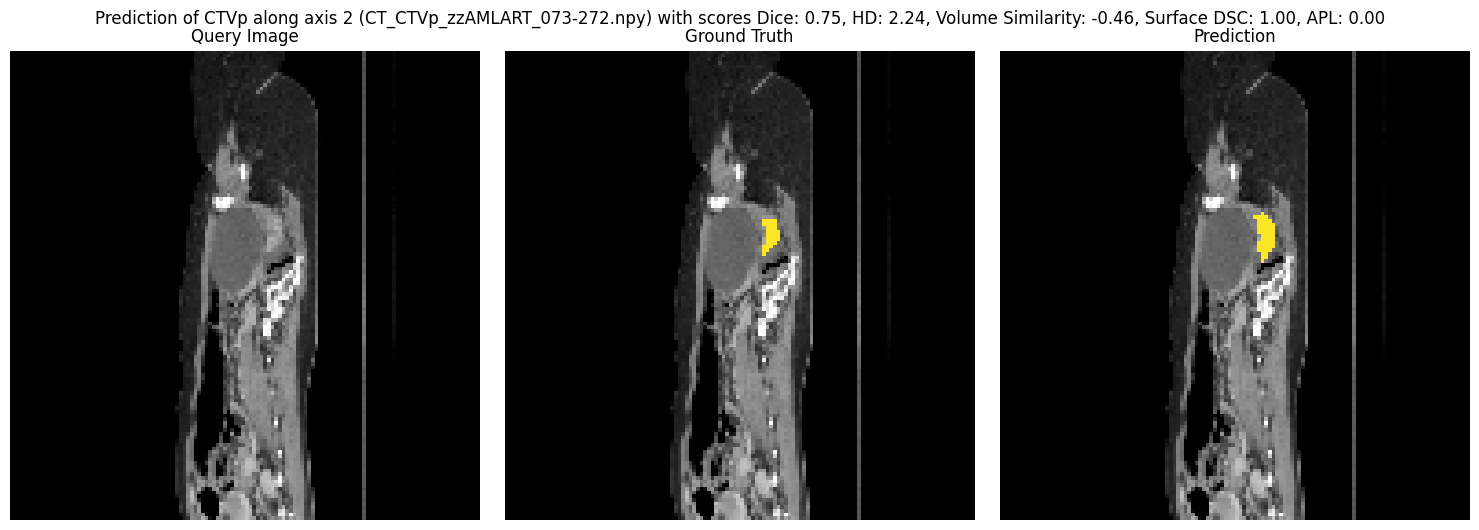 Prediction of CTVp along axis 2 (CT_CTVp_zzAMLART_073-272.npy) with scores Dice: 0.75, HD: 2.24, Volume Similarity: -0.46, Surface DSC: 1.00, APL: 0.00
Query Image
Ground Truth
Prediction